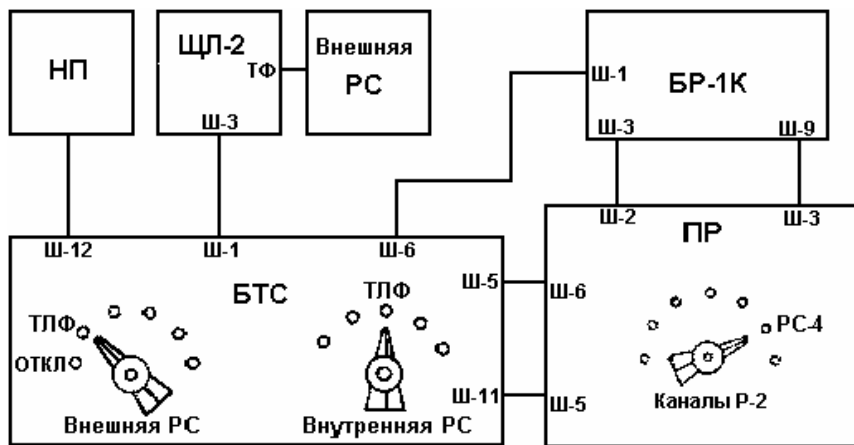 НП
ЩЛ-2
ТФ
Ш-3
Внешняя
РС
Ш-1
БР-1К
Ш-3
Ш-9
Ш-12
Ш-1
Ш-6
Ш-2
Ш-3
ПР
БТС
Ш-5
Ш-6
ТЛФ
ТЛФ
ОТКЛ
РС-4
Ш-11
Ш-5
Внешняя РС
Внутренняя РС
Каналы Р-2